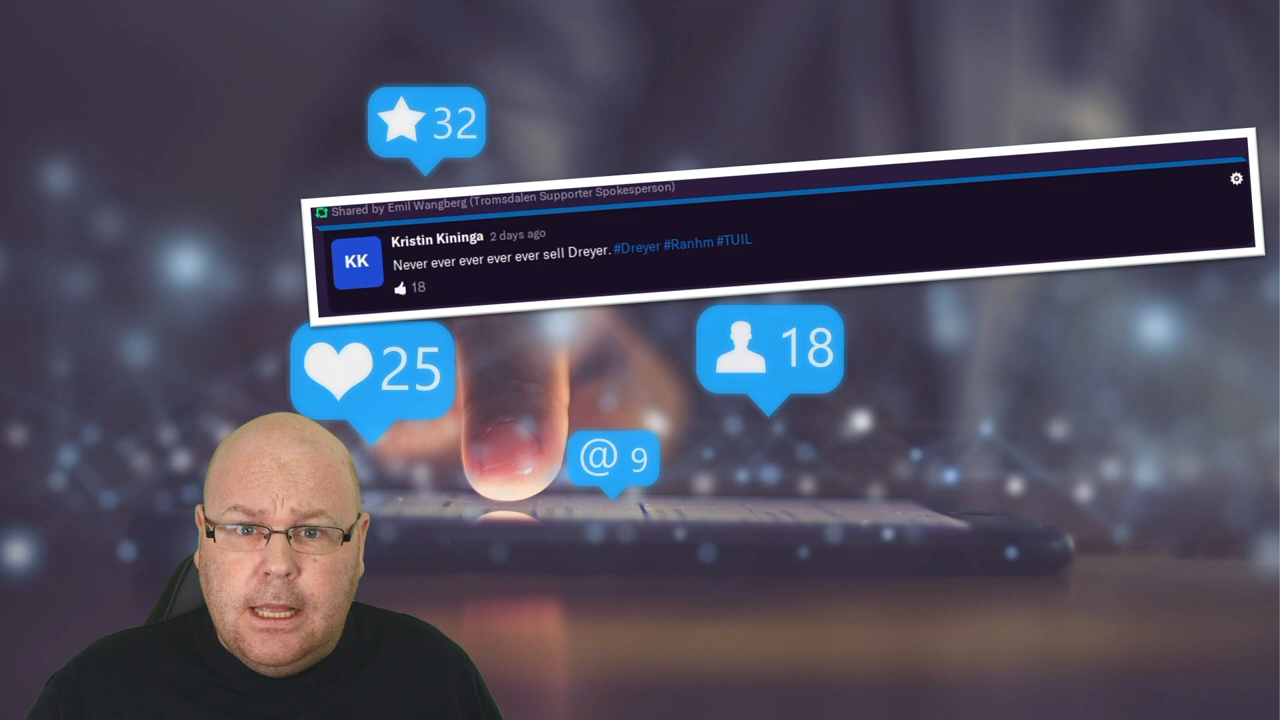 32
Shared by Emil Wangberg (Tromsdalen Supporter Spokesperson)
KK
Kristin Kininga 2 days ago
Never ever ever ever ever sell Dreyer. #Dreyer #Ranhm #TUIL
18
25
18
@ 9